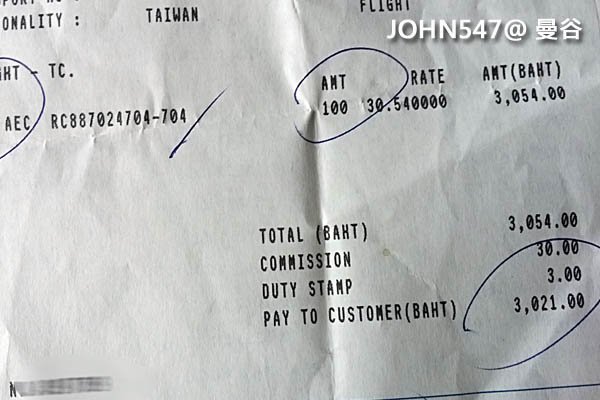 JOHN547@ 曼谷
FLIGHT
ONALITY : TAIWAN
GHT - TC.
AMT RATE AMT(BAHT)
AEC RC887024704-704 100 30.540000 3,054.00
TOTAL (BAHT) 3,054.00
COMMISSION 30.00
DUTY STAMP 3.00
PAY TO CUSTOMER(BAHT) 3,021.00